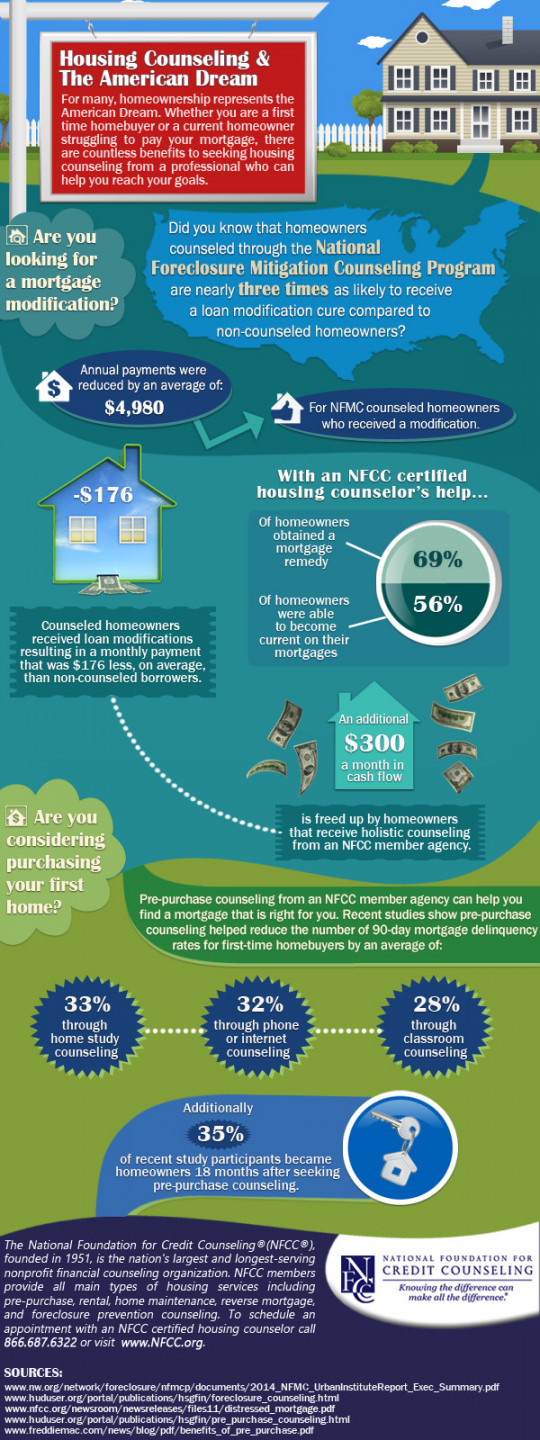 Housing Counseling &
The American Dream
For many, homeownership represents the
American Dream. Whether you are a first
time homebuyer or a current homeowner
struggling to pay your mortgage, there
are countless benefits to seeking housing
counseling from a professional who can
help you reach your goals.
Are you
looking for
a mortgage
modification?
Did you know that homeowners
counseled through the National
Foreclosure Mitigation Counseling Program
are nearly three times as likely to receive
a loan modification cure compared to
non-counseled homeowners?
Annual payments were
reduced by an average of:
$4,980
For NFMC counseled homeowners
who received a modification.
-$176
Counseled homeowners
received loan modifications
resulting in a monthly payment
that was $176 less, on average,
than non-counseled borrowers.
With an NFCC certified
housing counselor's help...
Of homeowners
obtained a
mortgage
remedy
69%
Of homeowners
were able
to become
current on their
mortgages
56%
An additional
$300
a month in
cash flow
is freed up by homeowners
that receive holistic counseling
from an NFCC member agency.
Are you
considering
purchasing
your first
home?
Pre-purchase counseling from an NFCC member agency can help you
find a mortgage that is right for you. Recent studies show pre-purchase
counseling helped reduce the number of 90-day mortgage delinquency
rates for first-time homebuyers by an average of:
33%
through
home study
counseling
32%
through phone
or internet
counseling
28%
through
classroom
counseling
Additionally
35%
of recent study participants became
homeowners 18 months after seeking
pre-purchase counseling.
The National Foundation for Credit Counseling®(NFCC®),
founded in 1951, is the nation's largest and longest-serving
nonprofit financial counseling organization. NFCC members
provide all main types of housing services including
pre-purchase, rental, home maintenance, reverse mortgage,
and foreclosure prevention counseling. To schedule an
appointment with an NFCC certified housing counselor call
866.687.6322 or visit www.NFCC.org.
NFCC
NATIONAL FOUNDATION FOR
CREDIT COUNSELING
Knowing the difference can
make all the difference.®
SOURCES:
www.nw.org/network/foreclosure/nfmcp/documents/2014_NFMC_UrbanInstituteReport_Exec_Summary.pdf
www.huduser.org/portal/publications/hsgfin/foreclosure_counseling.html
www.nfcc.org/newsroom/newsreleases/files11/distressed_mortgage.pdf
www.huduser.org/portal/publications/hsgfin/pre_purchase_counseling.html
www.freddiemac.com/news/blog/pdf/benefits_of_pre_purchase.pdf